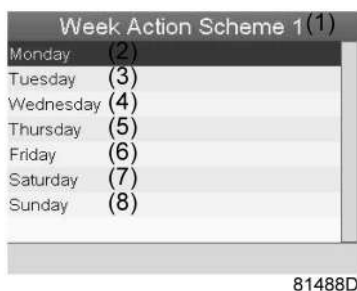 Week Action Scheme 1(1)
Monday (2)
Tuesday (3)
Wednesday (4)
Thursday (5)
Friday (6)
Saturday (7)
Sunday (8)
81488D